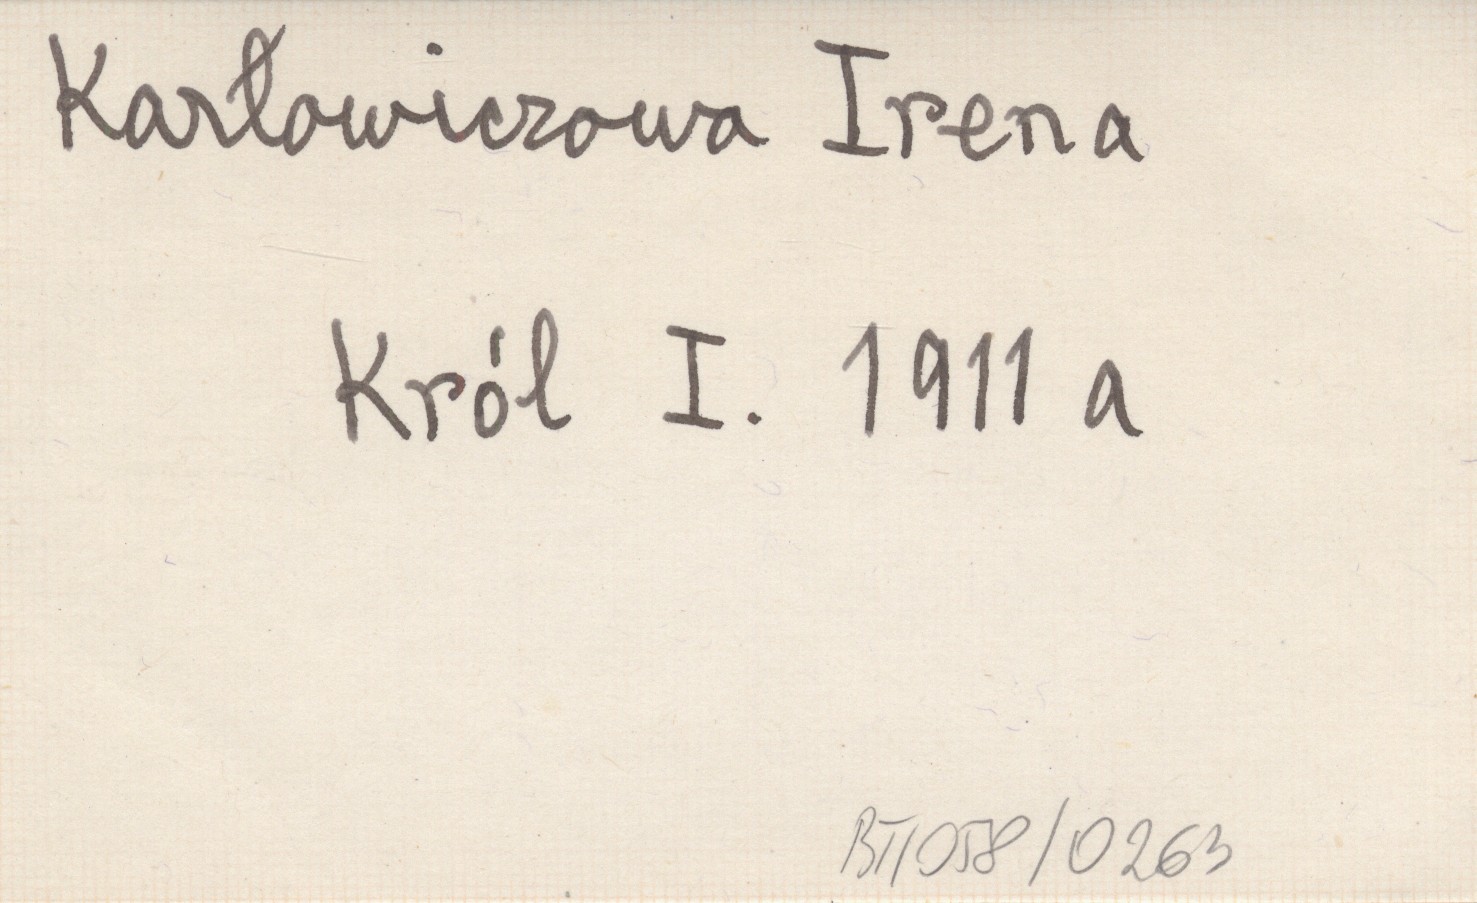 Karłowiczowa Irena
Król I. 1911 a
BT/058/0263